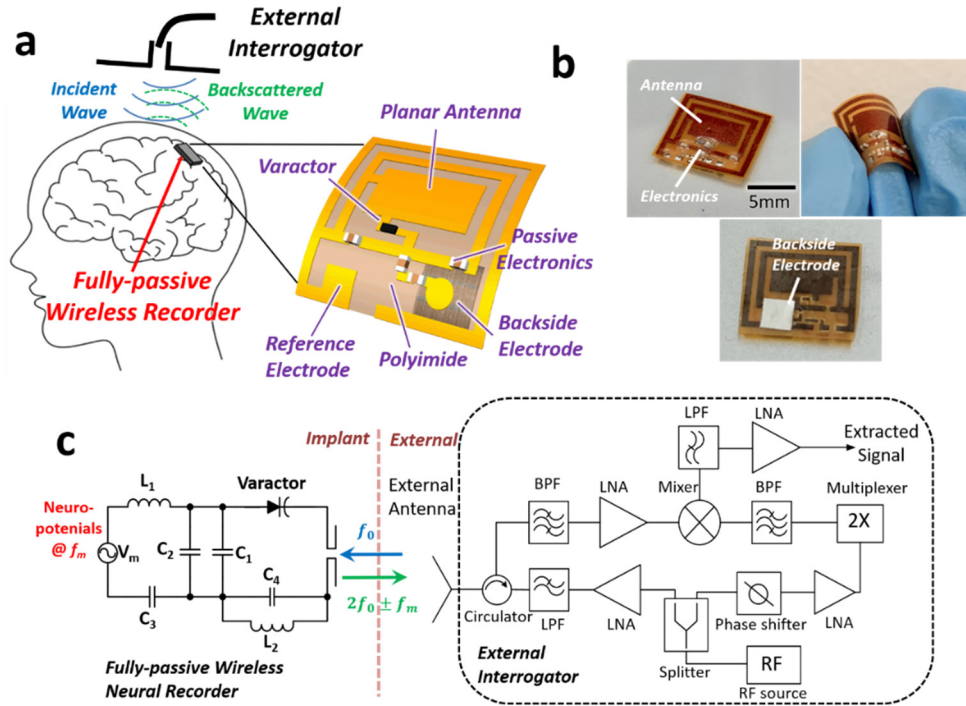 a
External
Interrogator
Incident
Wave
Backscattered
Wave
Planar Antenna
Varactor
Passive
Electronics
Fully-passive
Wireless Recorder
Reference
Electrode
Polyimide
Backside
Electrode
b
Antenna
Electronics
5mm
Backside
Electrode
c
Implant
External
Neuro-
potenials
@ fm
Vm
L1
C2
C1
Varactor
C3
C4
L2
f0
2f0 ± fm
Fully-passive Wireless
Neural Recorder
External
Antenna
LPF
LNA
Extracted
Signal
BPF
LNA
Mixer
BPF
Multiplexer
2X
Circulator
LPF
LNA
Phase shifter
LNA
Splitter
External
Interrogator
RF
RF source